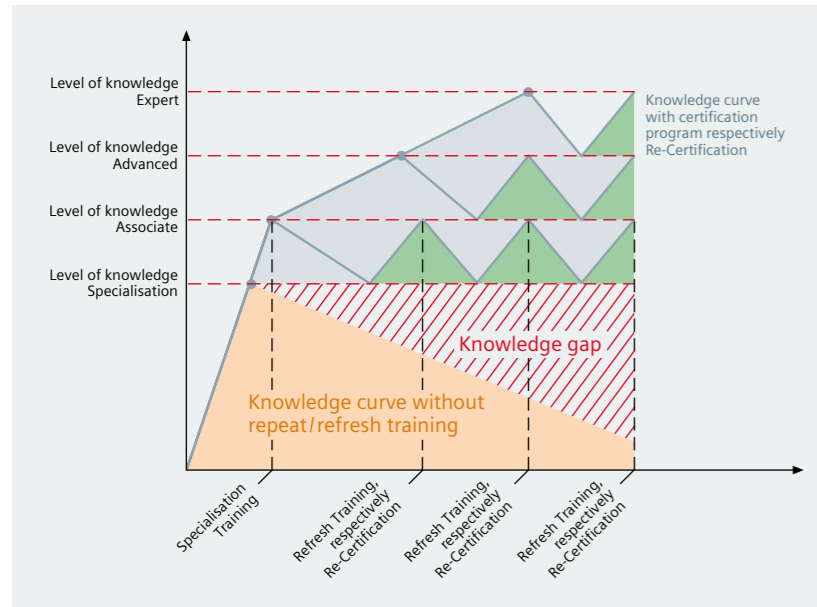 Level of knowledge
Expert
Level of knowledge
Advanced
Level of knowledge
Associate
Level of knowledge
Specialisation
Knowledge curve
with certification
program respectively
Re-Certification
Knowledge gap
Knowledge curve without
repeat/refresh training
Specialisation
Training
Refresh Training,
respectively
Re-Certification
Refresh Training,
respectively
Re-Certification
Refresh Training,
respectively
Re-Certification